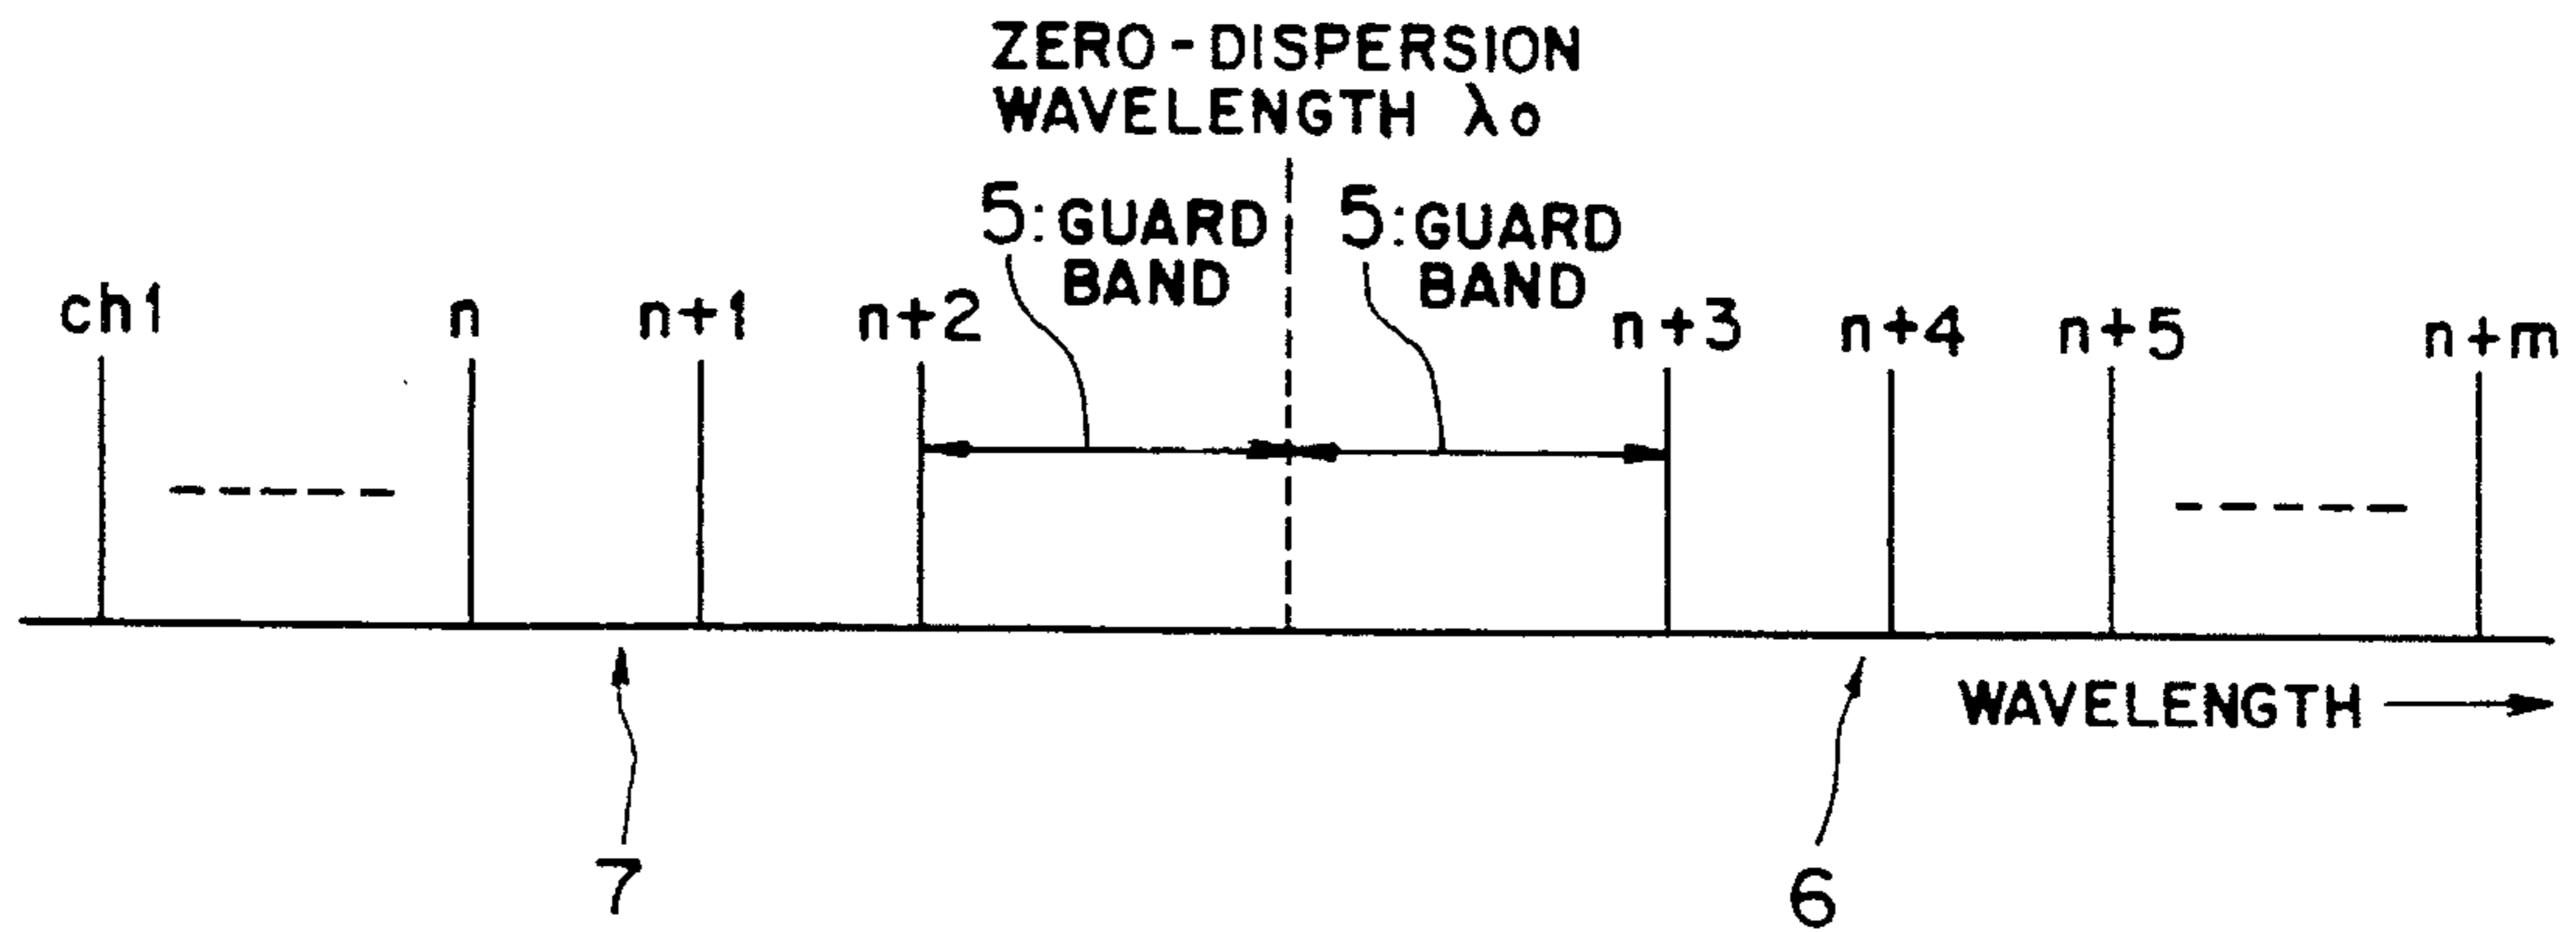 ZERO-DISPERSION
WAVELENGTH λo
5:GUARD
BAND
5:GUARD
BAND
ch1
n
n+1
n+2
n+3
n+4
n+5
n+m
WAVELENGTH
7
6